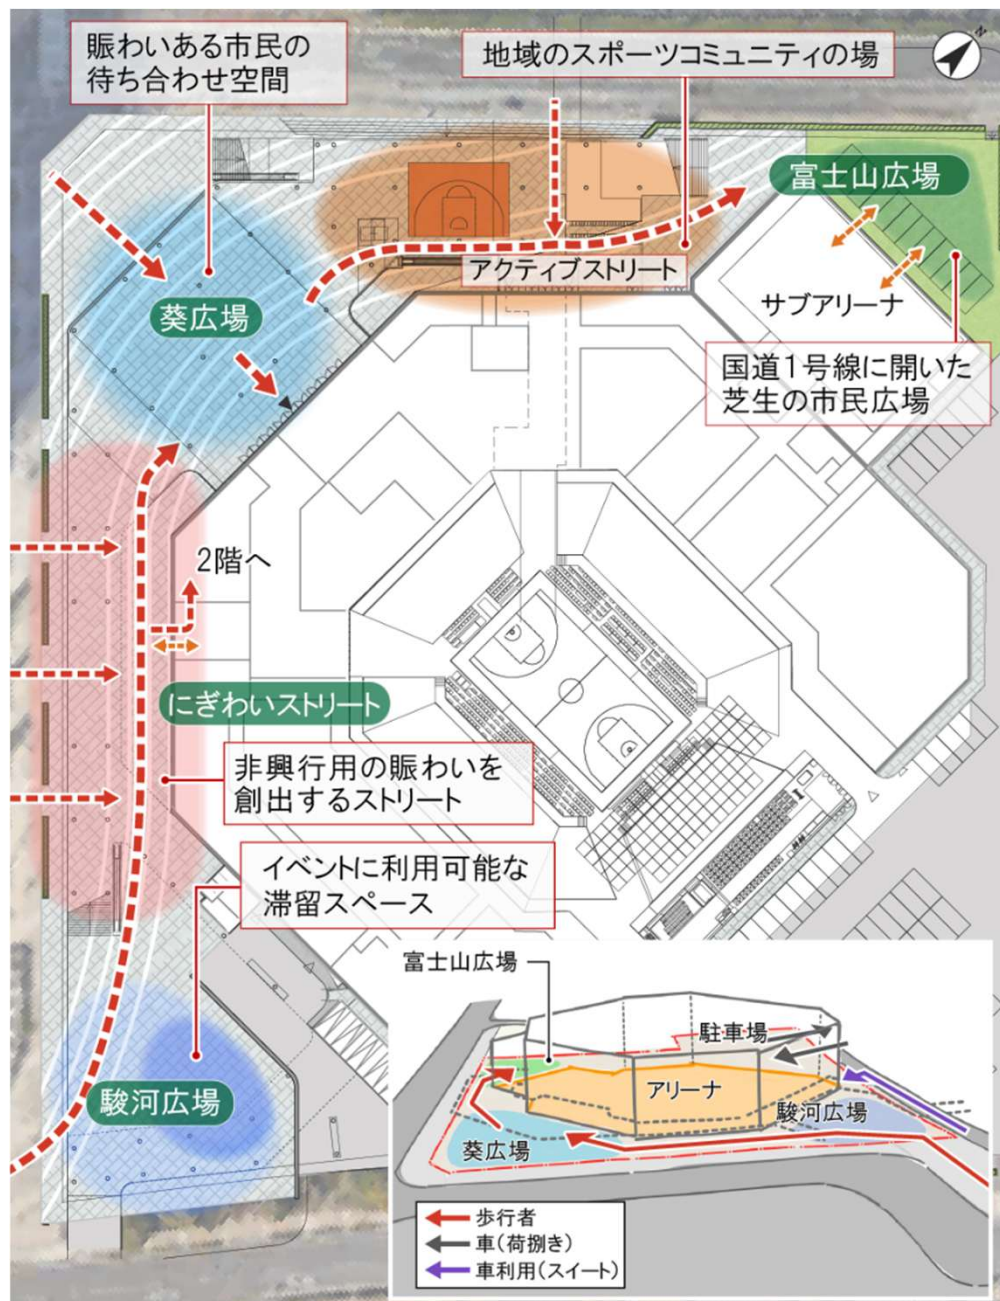 賑わいある市民の
待ち合わせ空間
地域のスポーツコミュニティの場
N
富士山広場
アクティブストリート
サブアリーナ
葵広場
国道1号線に開いた
芝生の市民広場
2階へ
にぎわいストリート
非興行用の賑わいを
創出するストリート
イベントに利用可能な
滞留スペース
駿河広場
富士山広場
駐車場
アリーナ
駿河広場
葵広場
歩行者
車(荷捌き)
車利用(スイート)